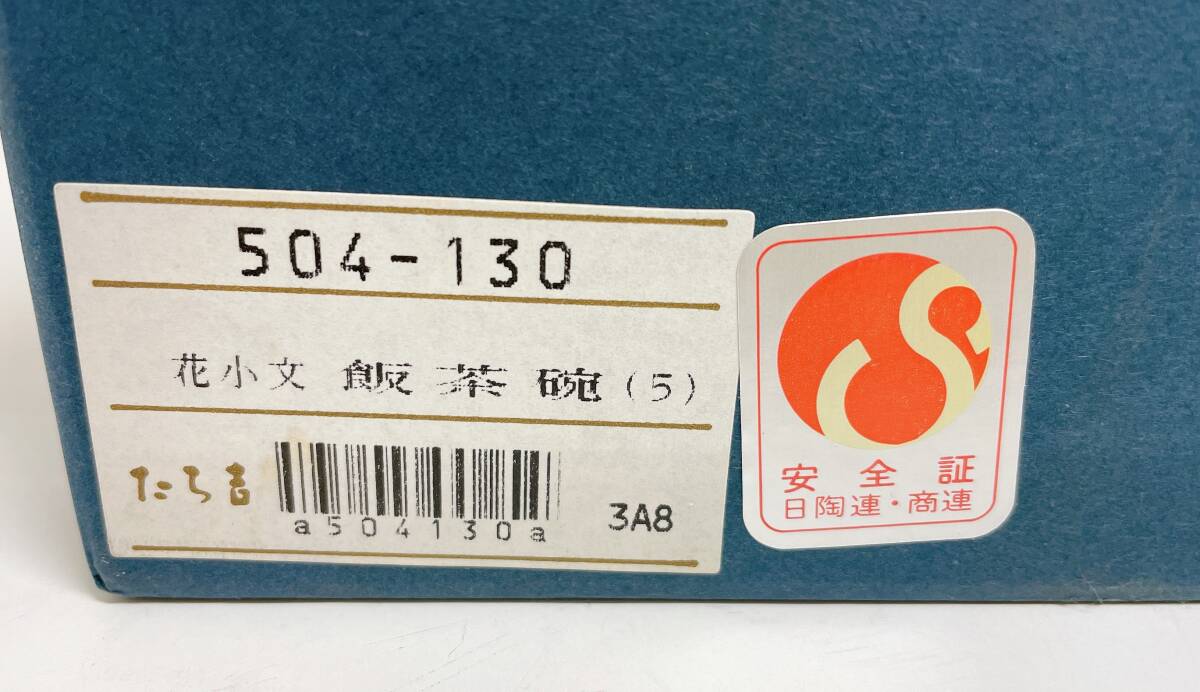 504-130
花小文 飯茶碗(5)
たち吉
a504130a
3A8
S
安全証
日陶連・商連